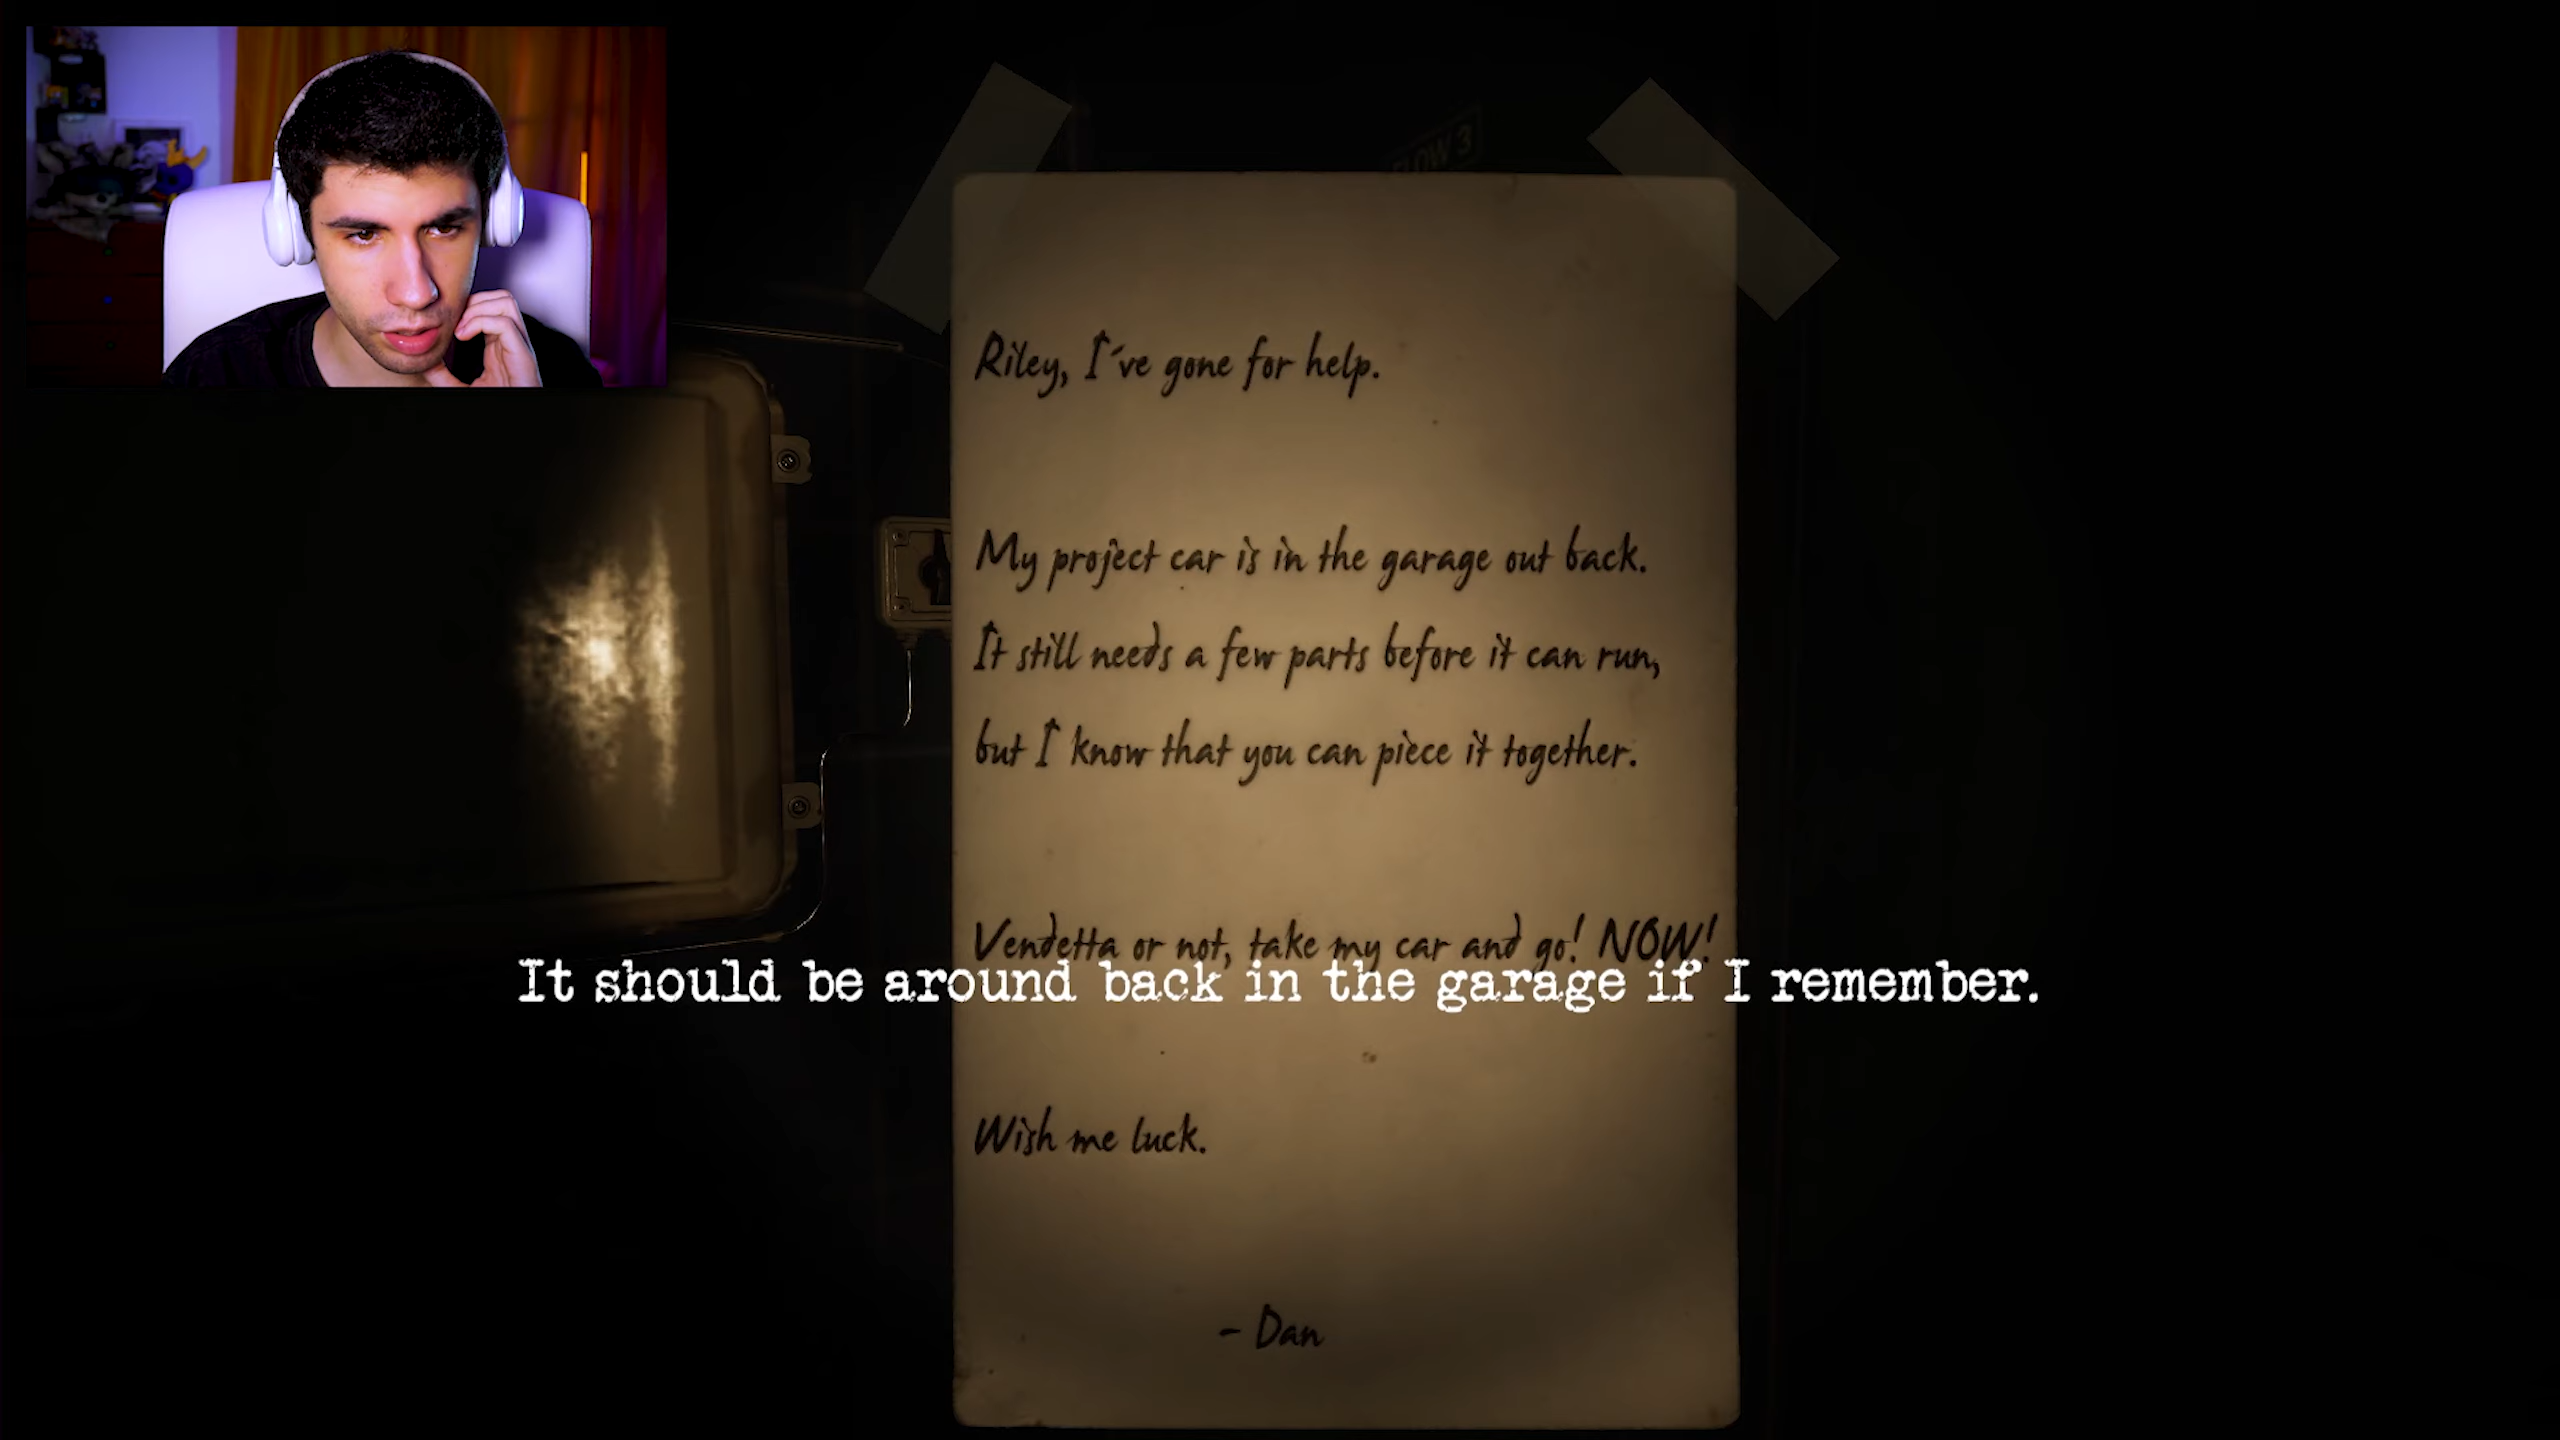 Riley, I've gone for help.
My project car is in the garage out back.
It still needs a few parts before it can run,
but I know that you can piece it together.
Vendetta or not, take my car and go! NOW!
It should be around back in the garage if I remember.
Wish me luck.
- Dan